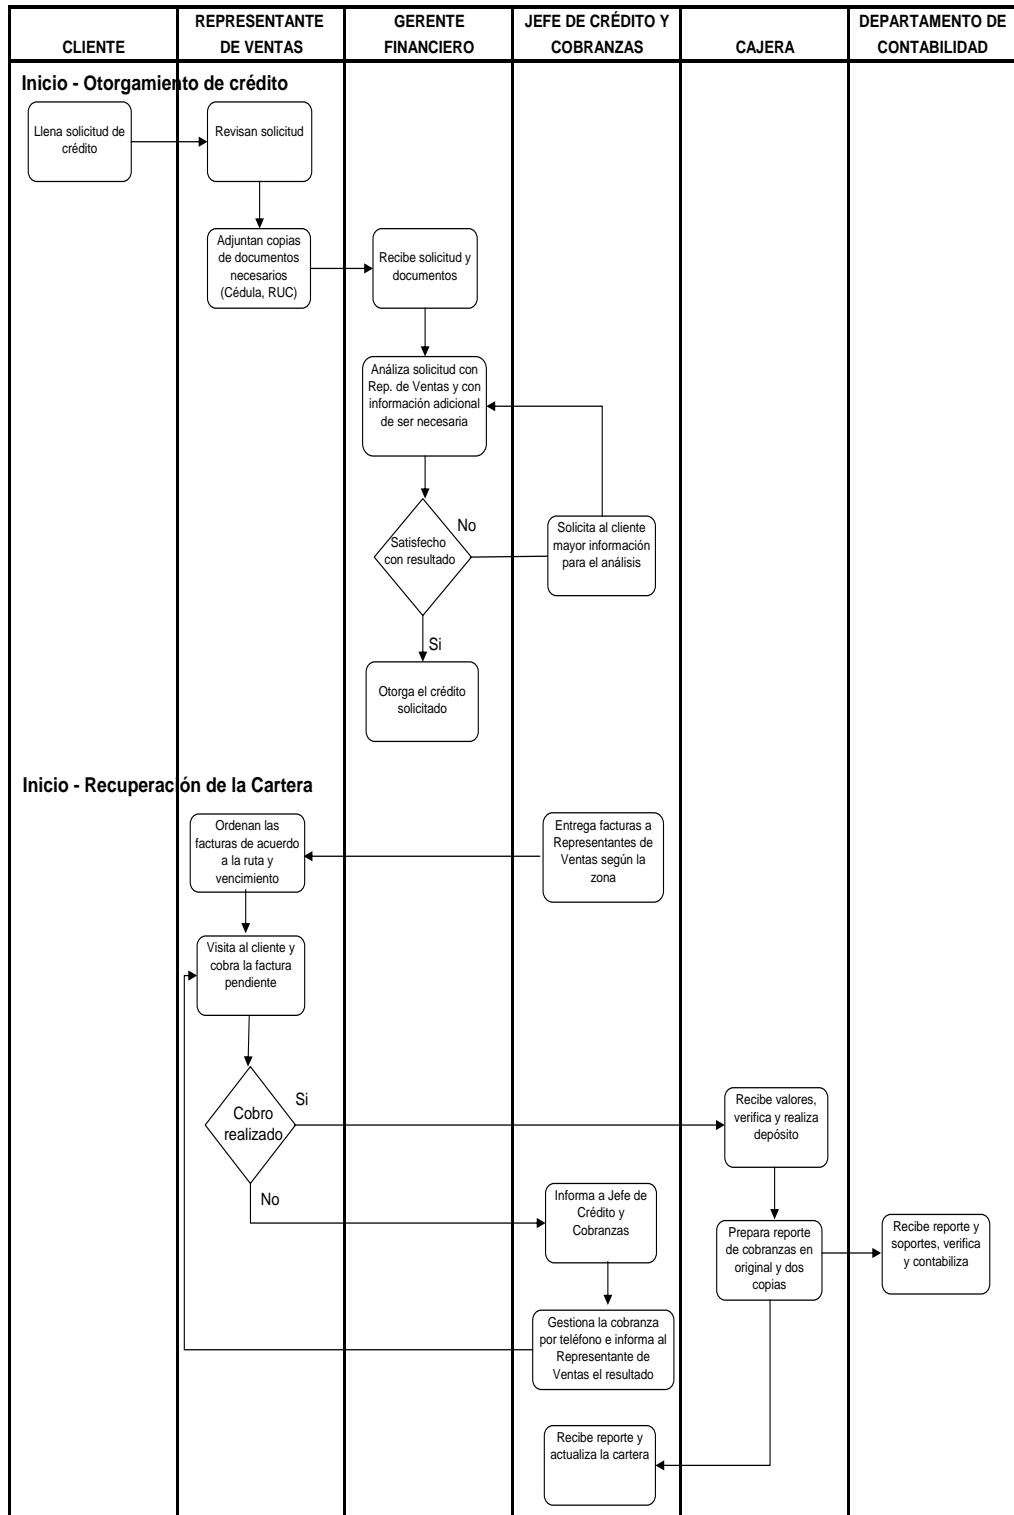 CLIENTE
REPRESENTANTE
DE VENTAS
GERENTE
FINANCIERO
JEFE DE CRÉDITO Y
COBRANZAS
CAJERA
DEPARTAMENTO DE
CONTABILIDAD
Inicio - Otorgamiento de crédito
Llena solicitud de
crédito
Revisan solicitud
Adjuntan copias
de documentos
necesarios
(Cédula, RUC)
Recibe solicitud y
documentos
Análiza solicitud con
Rep. de Ventas y con
información adicional
de ser necesaria
Satisfecho
con resultado
No
Solicita al cliente
mayor información
para el análisis
Si
Otorga el crédito
solicitado
Inicio - Recuperación de la Cartera
Ordenan las
facturas de acuerdo
a la ruta y
vencimiento
Entrega facturas a
Representantes de
Ventas según la
zona
Visita al cliente y
cobra la factura
pendiente
Cobro
realizado
Si
Recibe valores,
verifica y realiza
depósito
No
Informa a Jefe de
Crédito y
Cobranzas
Prepara reporte
de cobranzas en
original y dos
copias
Recibe reporte y
soportes, verifica
y contabiliza
Gestiona la cobranza
por teléfono e informa al
Representante de
Ventas el resultado
Recibe reporte y
actualiza la cartera